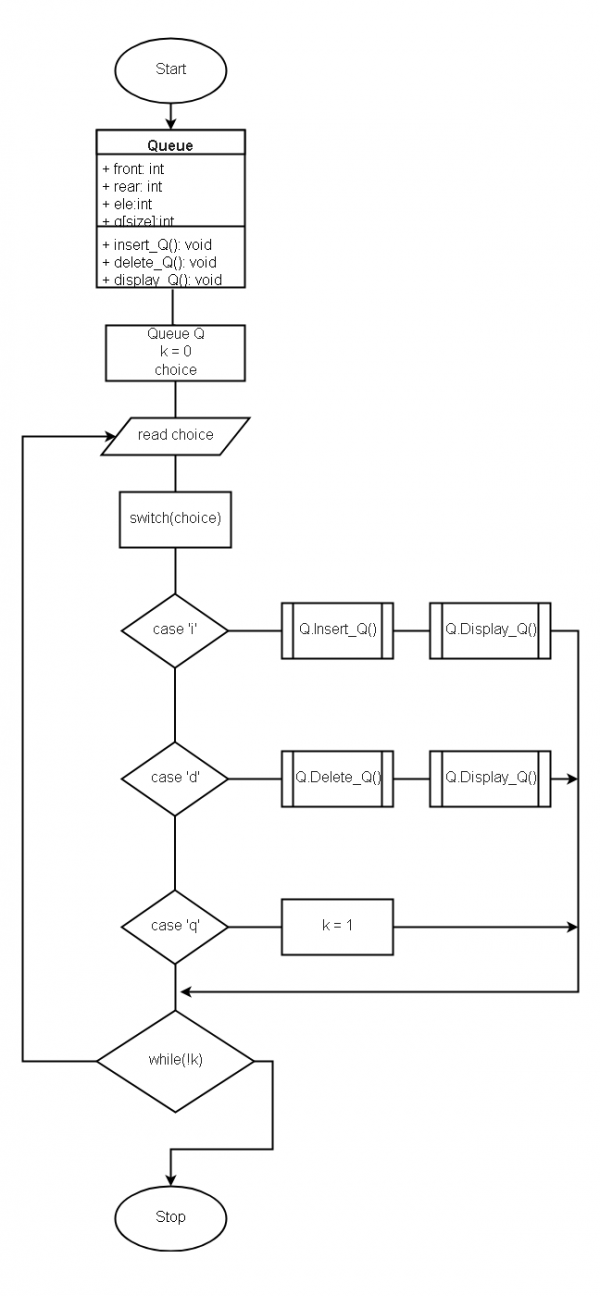 Start
Queue
+ front: int
+ rear: int
+ ele:int
+ q[size]:int
+ insert_Q(): void
+ delete_Q(): void
+ display_Q(): void
Queue Q
k = 0
choice
read choice
switch(choice)
case 'i'
Q.Insert_Q()
Q.Display_Q()
case 'd'
Q.Delete_Q()
Q.Display_Q()
case 'q'
k = 1
while(!k)
Stop